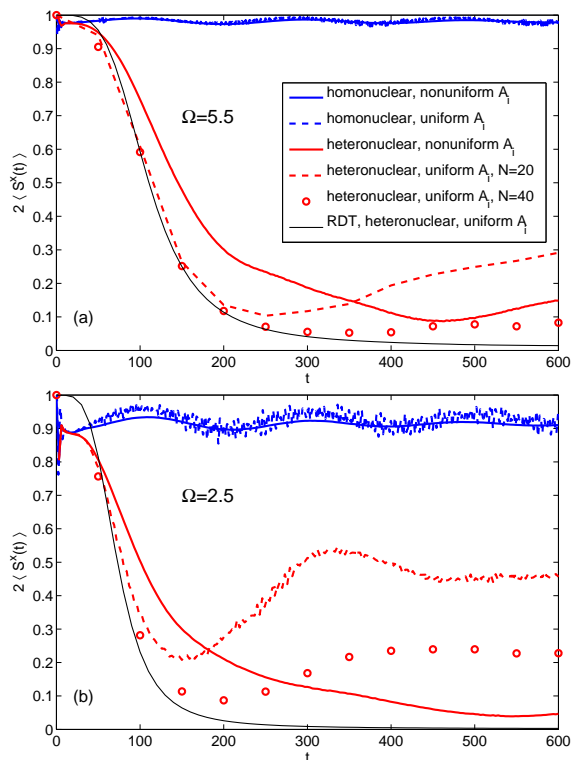 1
0.9
0.8
0.7
0.6
0.5
0.4
0.3
0.2
0.1
0
2 ⟨ S^x(t) ⟩
Ω=5.5
homonuclear, nonuniform A_i
homonuclear, uniform A_i
heteronuclear, nonuniform A_i
heteronuclear, uniform A_i, N=20
heteronuclear, uniform A_i, N=40
RDT, heteronuclear, uniform A_i
(a)
0 100 200 300 400 500 600
t
1
0.9
0.8
0.7
0.6
0.5
0.4
0.3
0.2
0.1
0
2 ⟨ S^x(t) ⟩
Ω=2.5
(b)
0 100 200 300 400 500 600
t